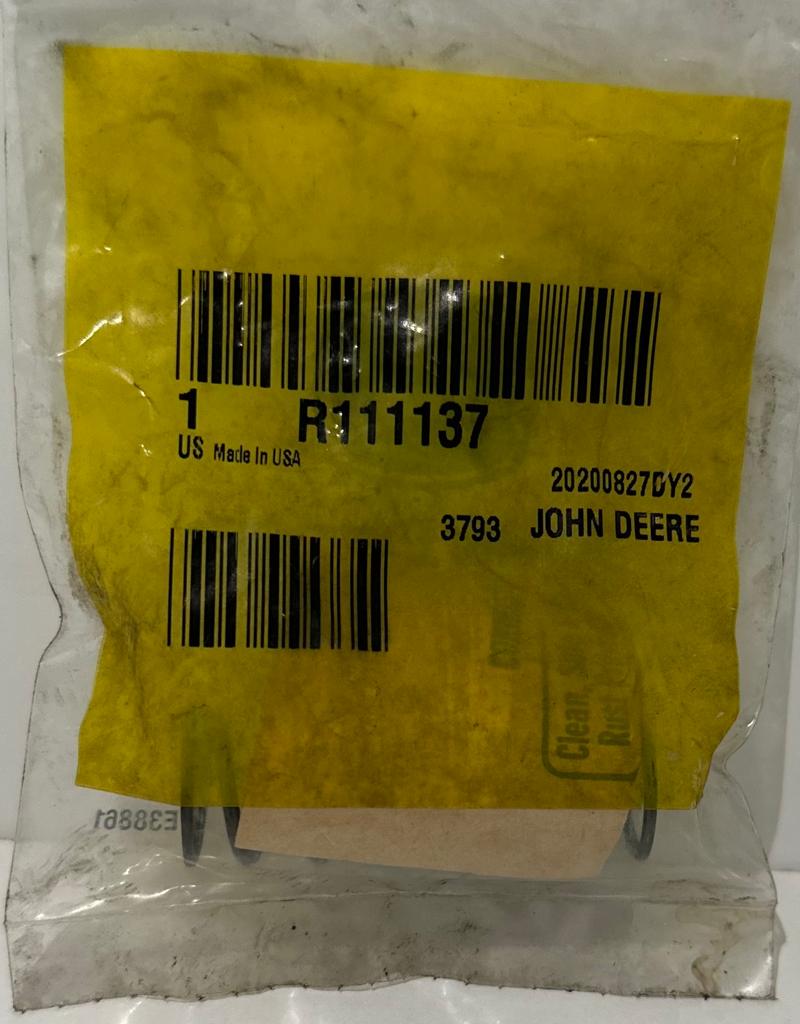 1 R111137
US Made In USA
20200827DY2
3793 JOHN DEERE
Clean,
Rust
E38861